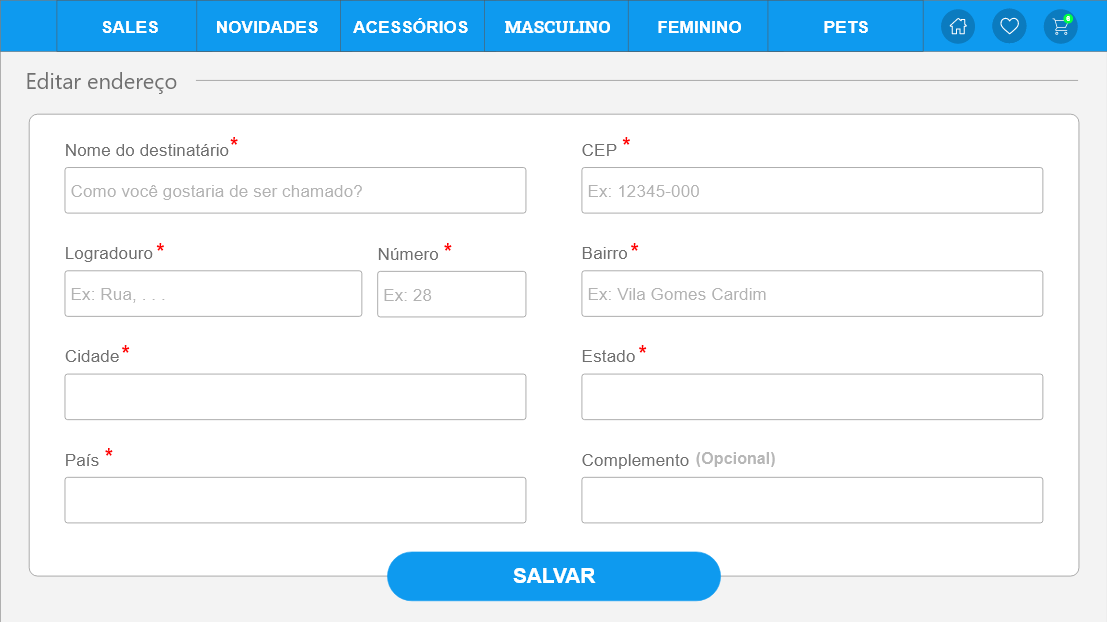 SALES NOVIDADES ACESSÓRIOS MASCULINO FEMININO PETS 6
Editar endereço
Nome do destinatário* CEP *
Como você gostaria de ser chamado? Ex: 12345-000
Logradouro* Número * Bairro*
Ex: Rua, . . . Ex: 28 Ex: Vila Gomes Cardim
Cidade* Estado*
País * Complemento (Opcional)
SALVAR